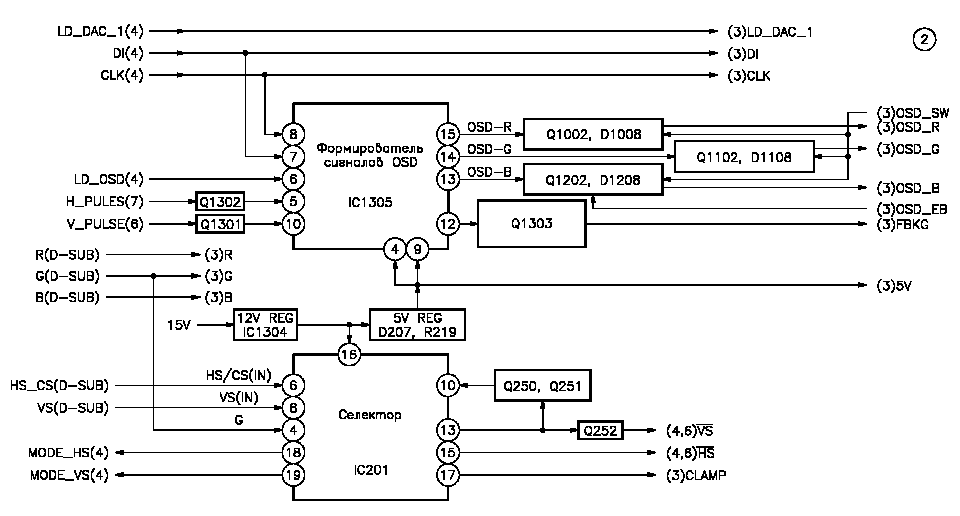 LD_DAC_1(4) (3)LD_DAC_1
2
DI(4) (3)DI
CLK(4) (3)CLK
(3)OSD_SW
8 15 OSD-R Q1002, D1008 (3)OSD_R
Формирователь
сигналов OSD
7 14 OSD-G Q1102, D1108 (3)OSD_G
LD_OSD(4) 6 13 OSD-B Q1202, D1208 (3)OSD_B
H_PULES(7) Q1302 5 IC1305 (3)OSD_EB
V_PULSE(6) Q1301 10 12 Q1303 (3)FBKG
4 9
R(D-SUB) (3)R
G(D-SUB) (3)G
B(D-SUB) (3)B
(3)5V
15V 12V REG
IC1304
5V REG
D207, R219
16
HS_CS(D-SUB) HS/CS(IN) 6 10 Q250, Q251
VS(D-SUB) VS(IN) 8 Селектор
G 4 13 Q252 (4,6)VS
MODE_HS(4) 18 15 (4,6)HS
MODE_VS(4) 19 IC201 17 (3)CLAMP